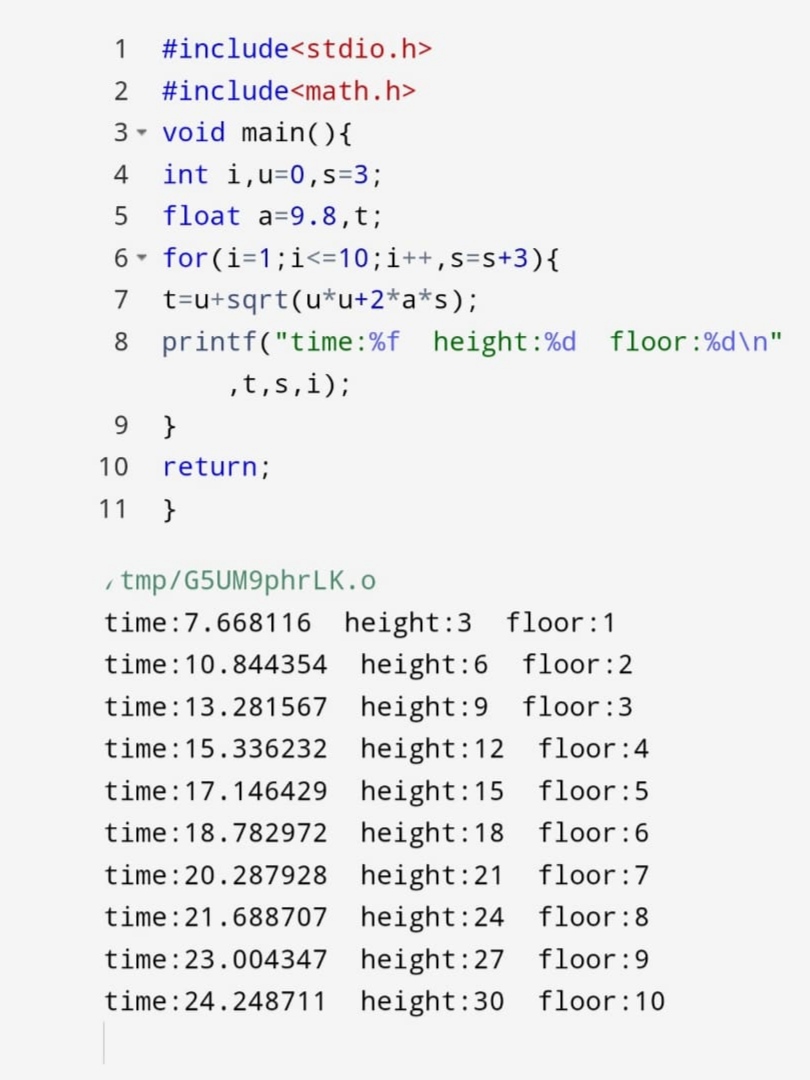 1 #include<stdio.h>
2 #include<math.h>
3 void main(){
4 int i,u=0,s=3;
5 float a=9.8,t;
6 for(i=1;i<=10;i++,s=s+3){
7 t=u+sqrt(u*u+2*a*s);
8 printf("time:%f  height:%d  floor:%d\n"
,t,s,i);
9 }
10 return;
11 }
/tmp/G5UM9phrLK.o
time:7.668116  height:3  floor:1
time:10.844354  height:6  floor:2
time:13.281567  height:9  floor:3
time:15.336232  height:12  floor:4
time:17.146429  height:15  floor:5
time:18.782972  height:18  floor:6
time:20.287928  height:21  floor:7
time:21.688707  height:24  floor:8
time:23.004347  height:27  floor:9
time:24.248711  height:30  floor:10